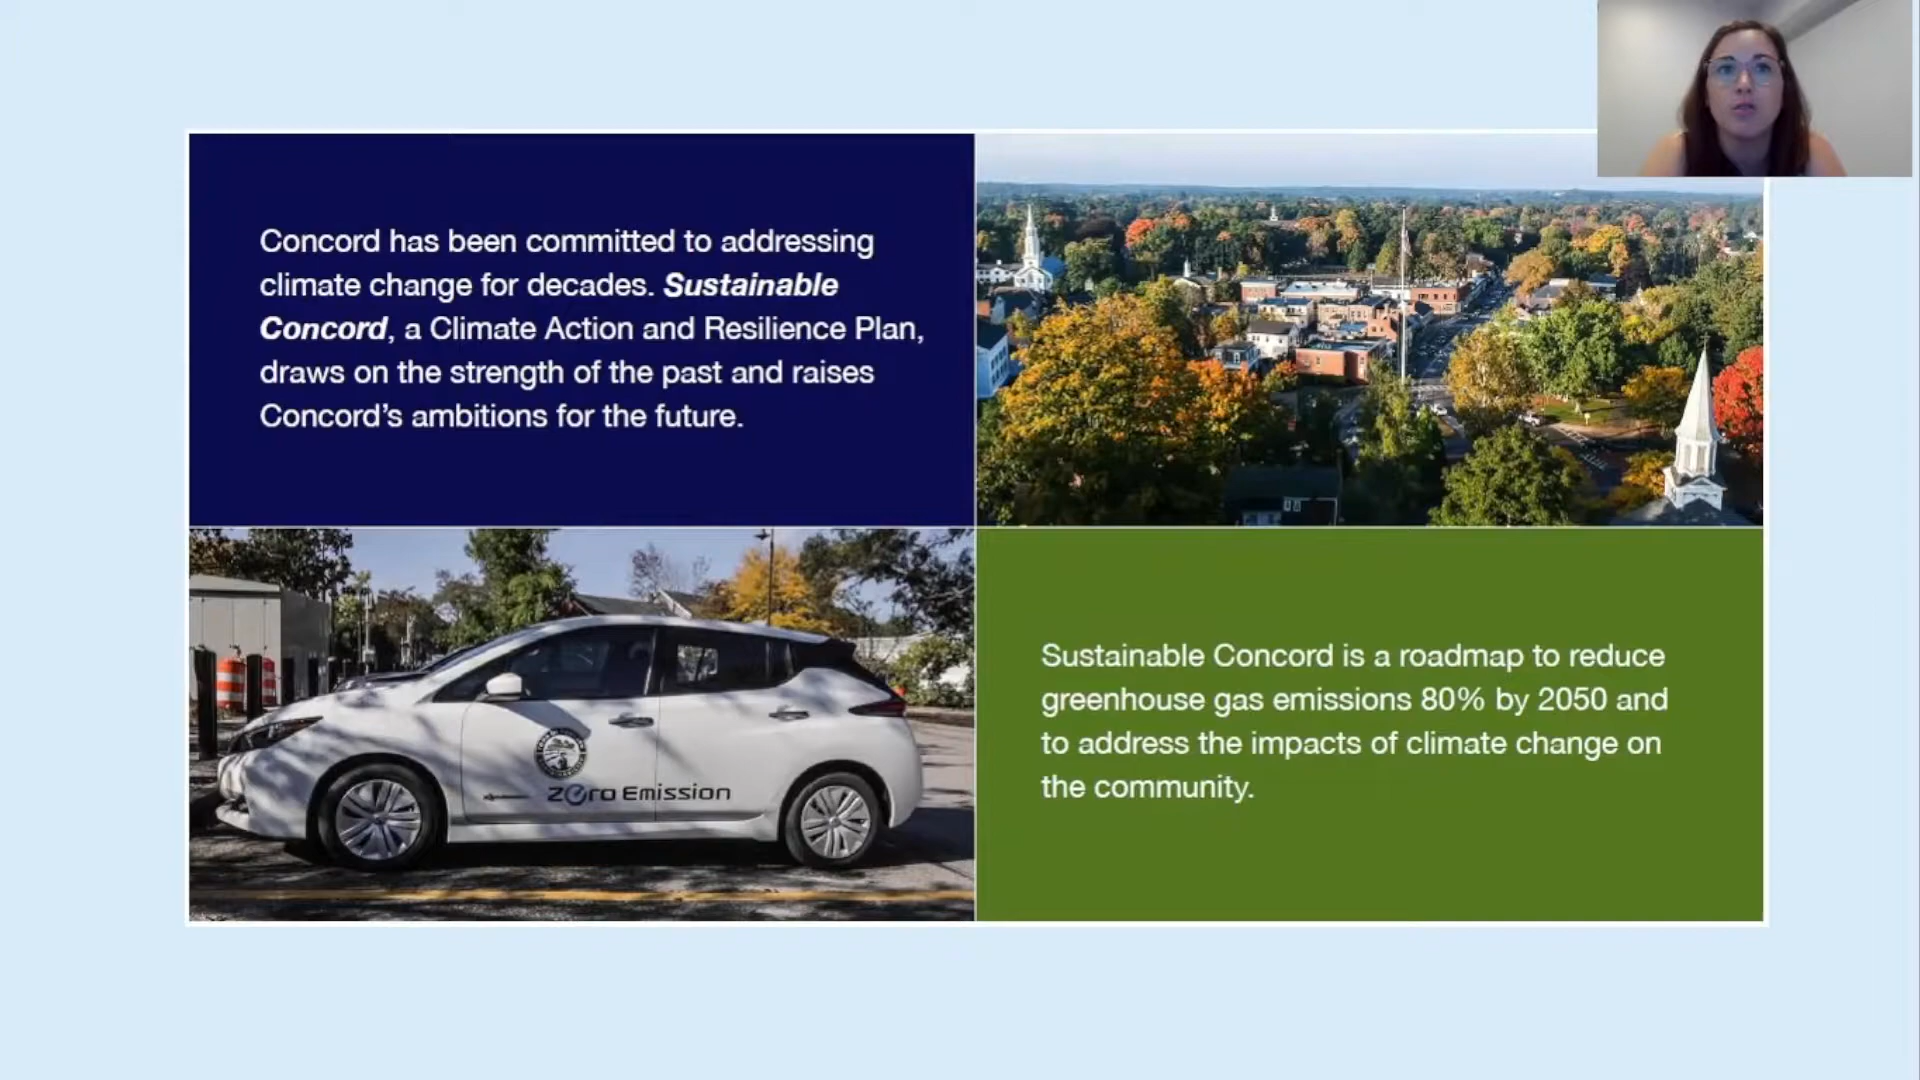 Concord has been committed to addressing
climate change for decades. Sustainable
Concord, a Climate Action and Resilience Plan,
draws on the strength of the past and raises
Concord’s ambitions for the future.
Zero Emission
Sustainable Concord is a roadmap to reduce
greenhouse gas emissions 80% by 2050 and
to address the impacts of climate change on
the community.